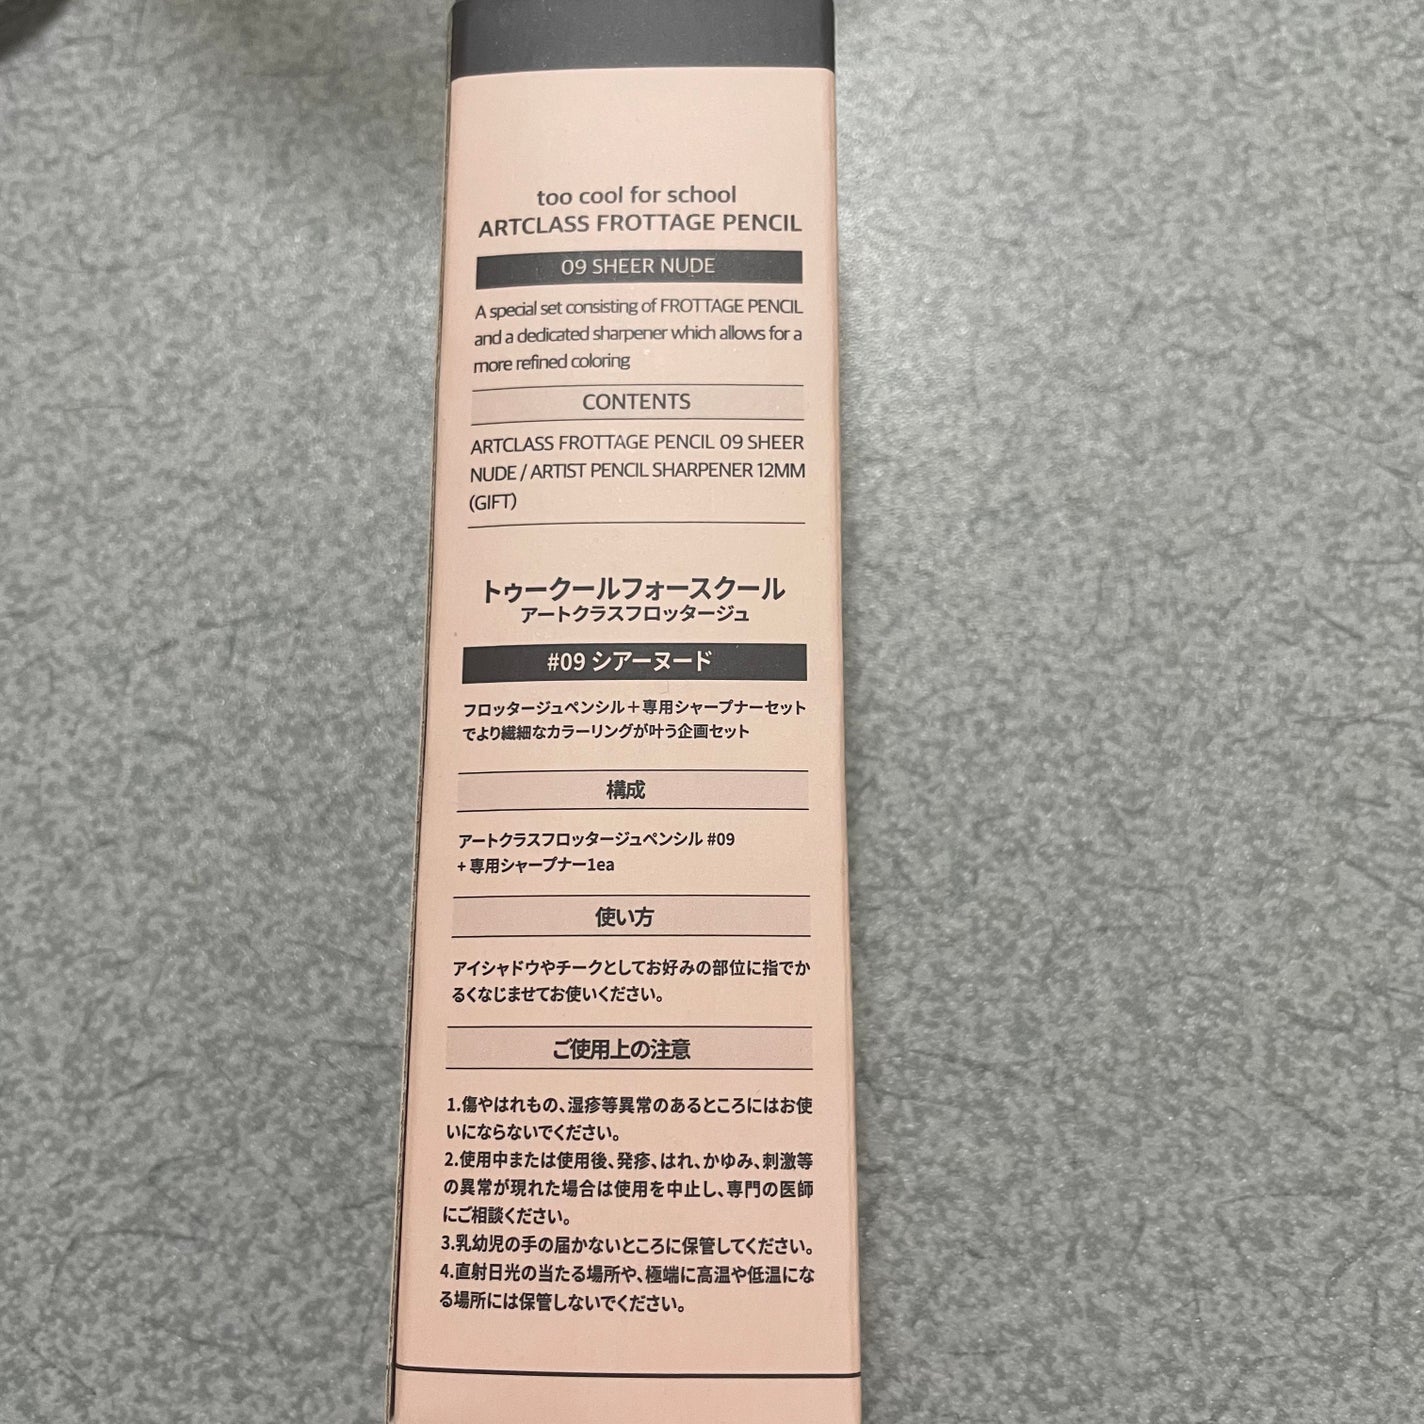 too cool for school
ARTCLASS FROTTAGE PENCIL
09 SHEER NUDE
A special set consisting of FROTTAGE PENCIL
and a dedicated sharpener which allows for a
more refined coloring
CONTENTS
ARTCLASS FROTTAGE PENCIL 09 SHEER
NUDE / ARTIST PENCIL SHARPENER 12MM
(GIFT)
トゥークールフォースクール
アートクラスフロッタージュ
#09 シアーヌード
フロッタージュペンシル＋専用シャープナーセット
でより繊細なカラーリングが叶う企画セット
構成
アートクラスフロッタージュペンシル #09
+ 専用シャープナー1ea
使い方
アイシャドウやチークとしてお好みの部位に指でか
るくなじませてお使いください。
ご使用上の注意
1.傷やはれもの、湿疹等異常のあるところにはお使
いにならないでください。
2.使用中または使用後、発疹、はれ、かゆみ、刺激等
の異常が現れた場合は使用を中止し、専門の医師
にご相談ください。
3.乳幼児の手の届かないところに保管してください。
4.直射日光の当たる場所や、極端に高温や低温にな
る場所には保管しないでください。